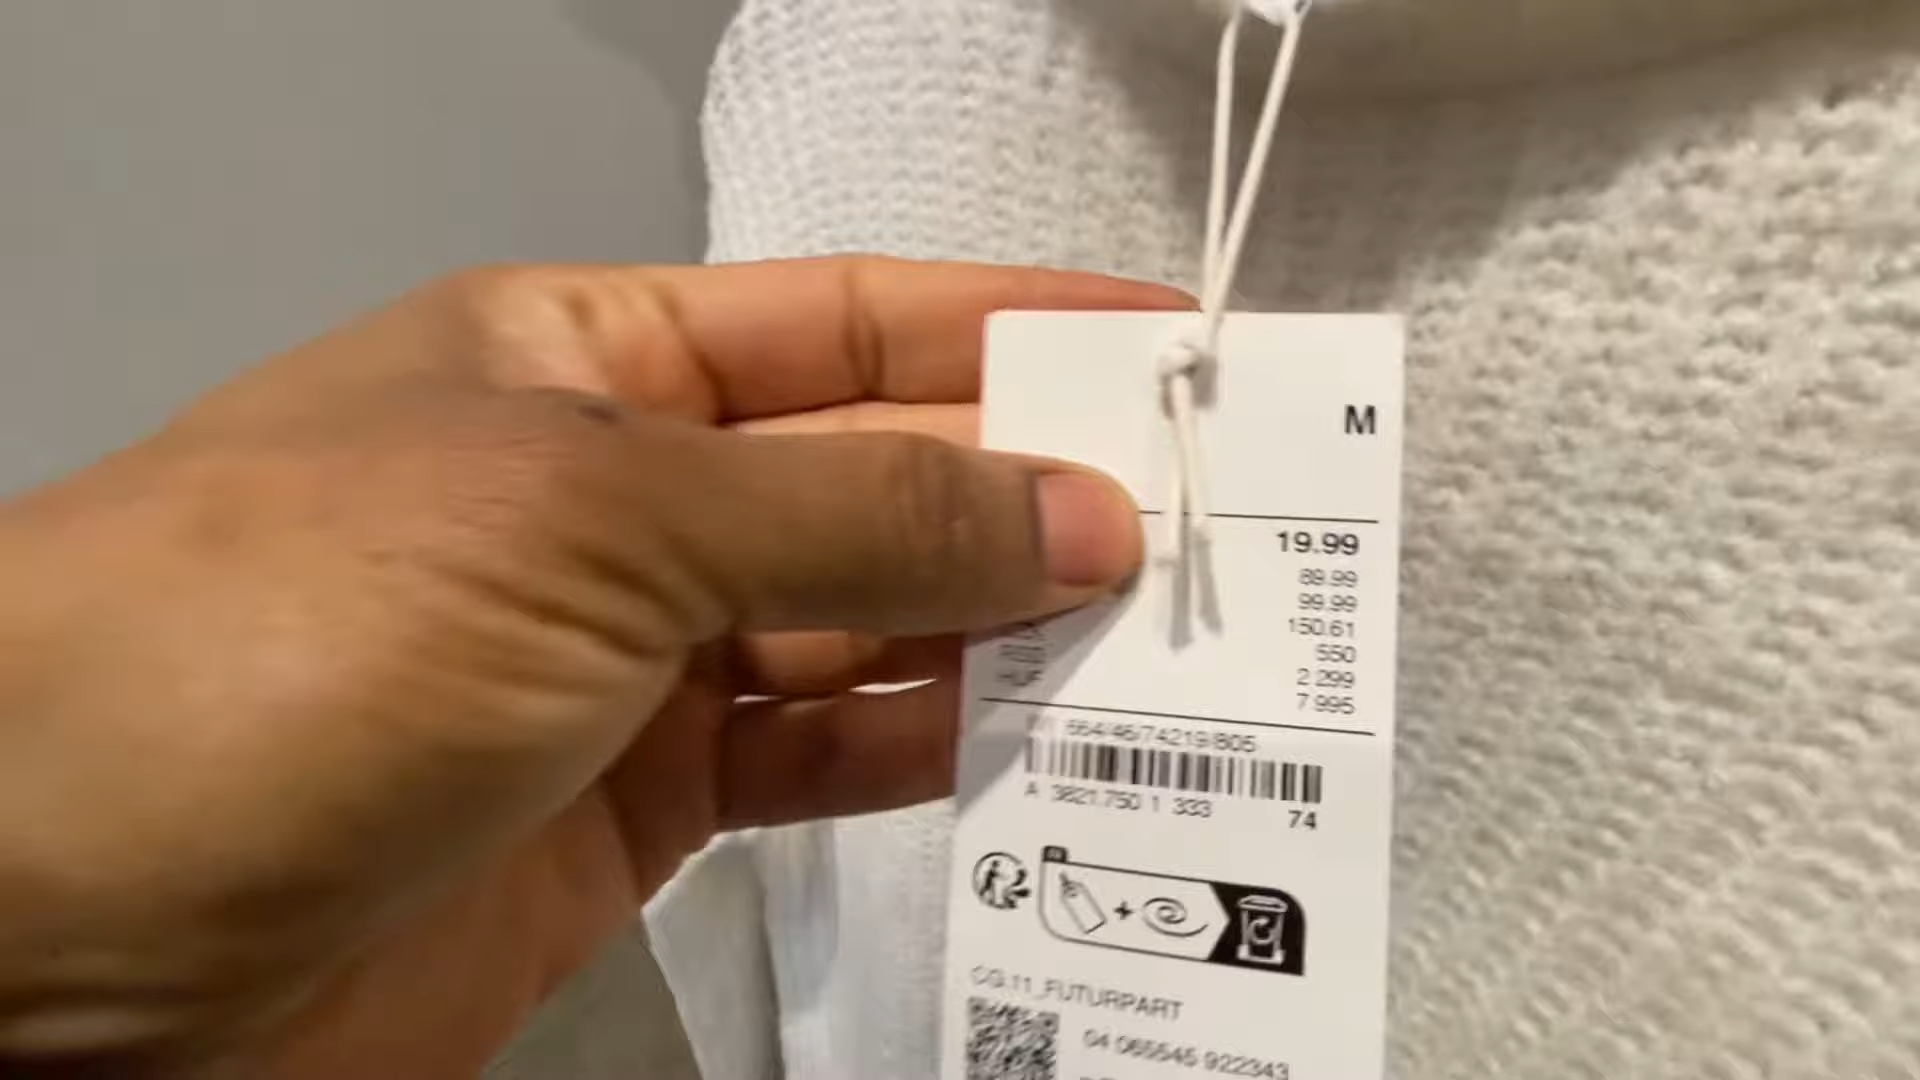 M
19.99
89.99
99.99
150.61
550
2 299
7 995
664/46/74219/805
A 3821.750 1 333 74
CG.11_FUTURPART
04 065545 922343